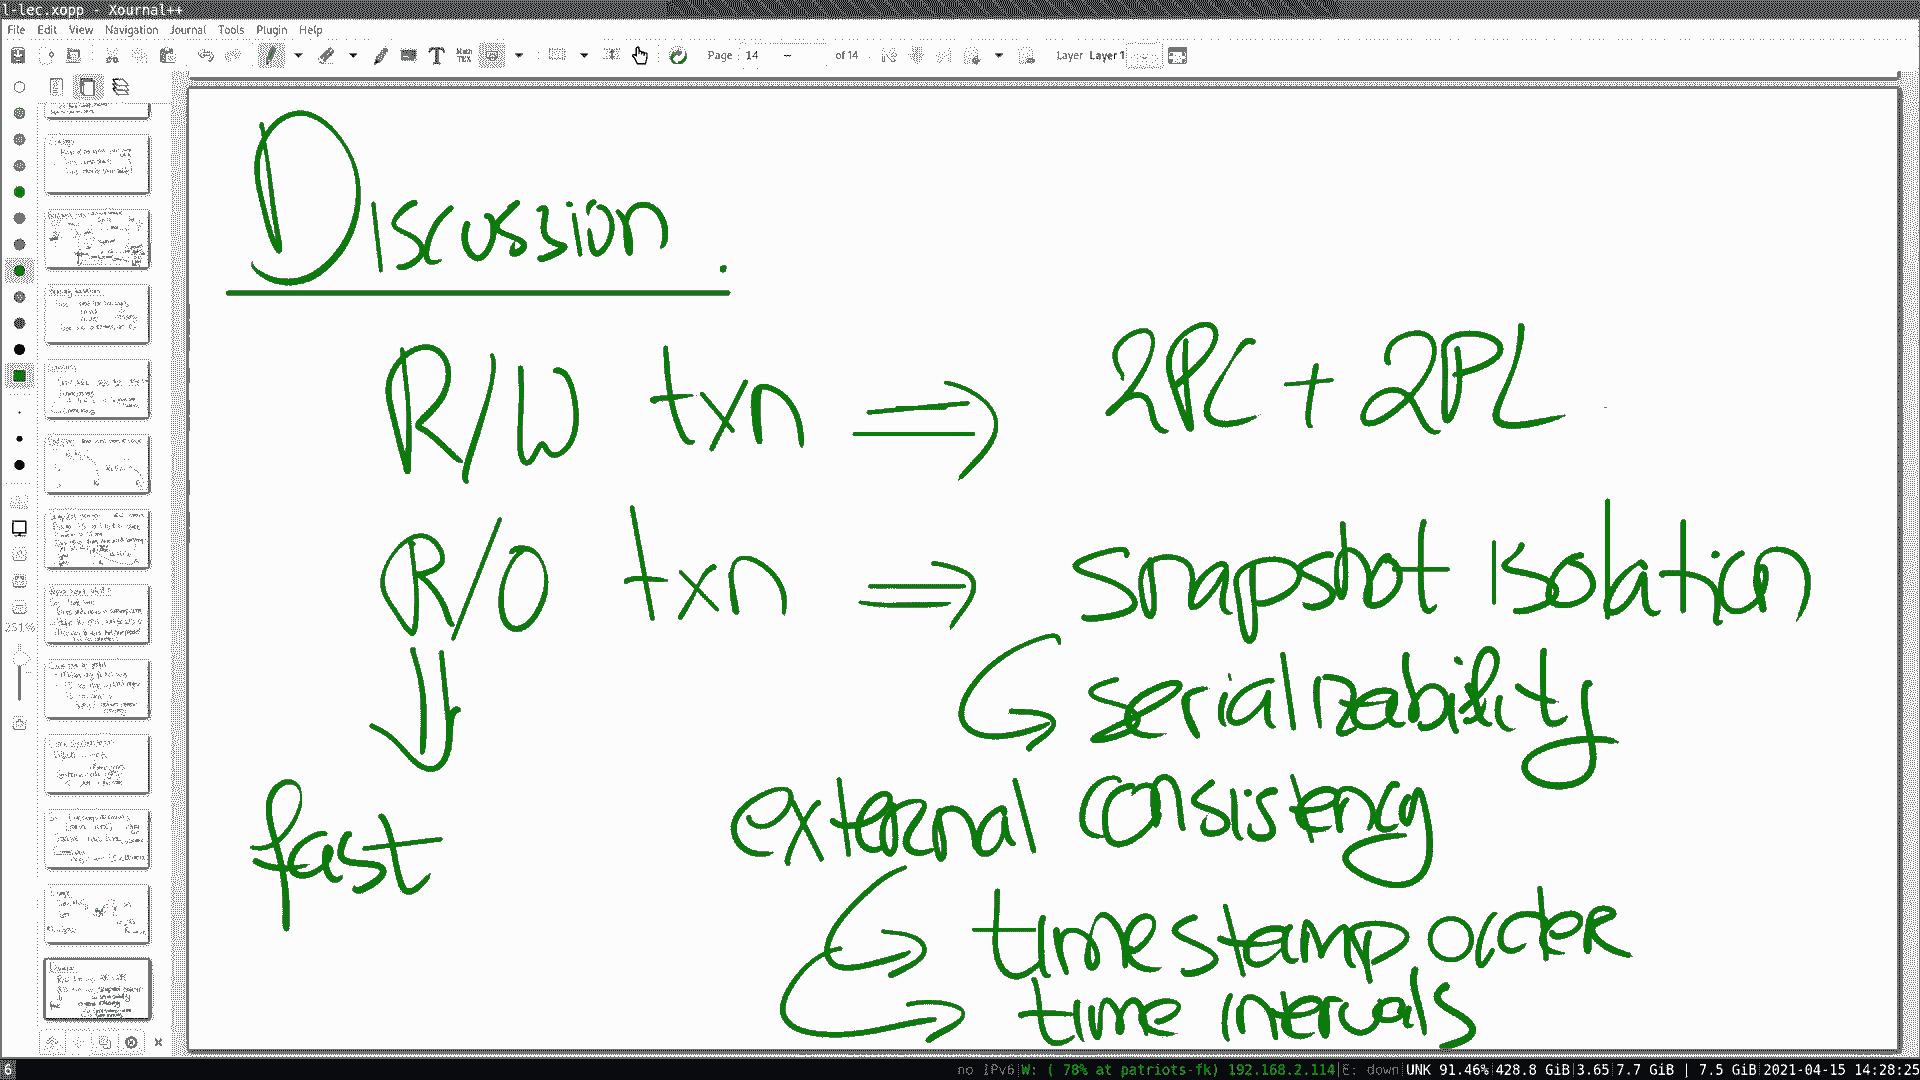 l-lec.xopp - Xournal++
File Edit View Navigation Journal Tools Plugin Help
Page 14 of 14 Layer Layer 1
251%
Discussion.
R/W txn ⇒ 2PC + 2PL
R/O txn ⇒ snapshot isolation
serializability
fast
external consistency
timestamp order
time intervals
6 no IPv6|W: ( 78% at patriots-fk) 192.168.2.114|E: down|UNK 91.46%|428.8 GiB|3.65|7.7 GiB | 7.5 GiB|2021-04-15 14:28:25